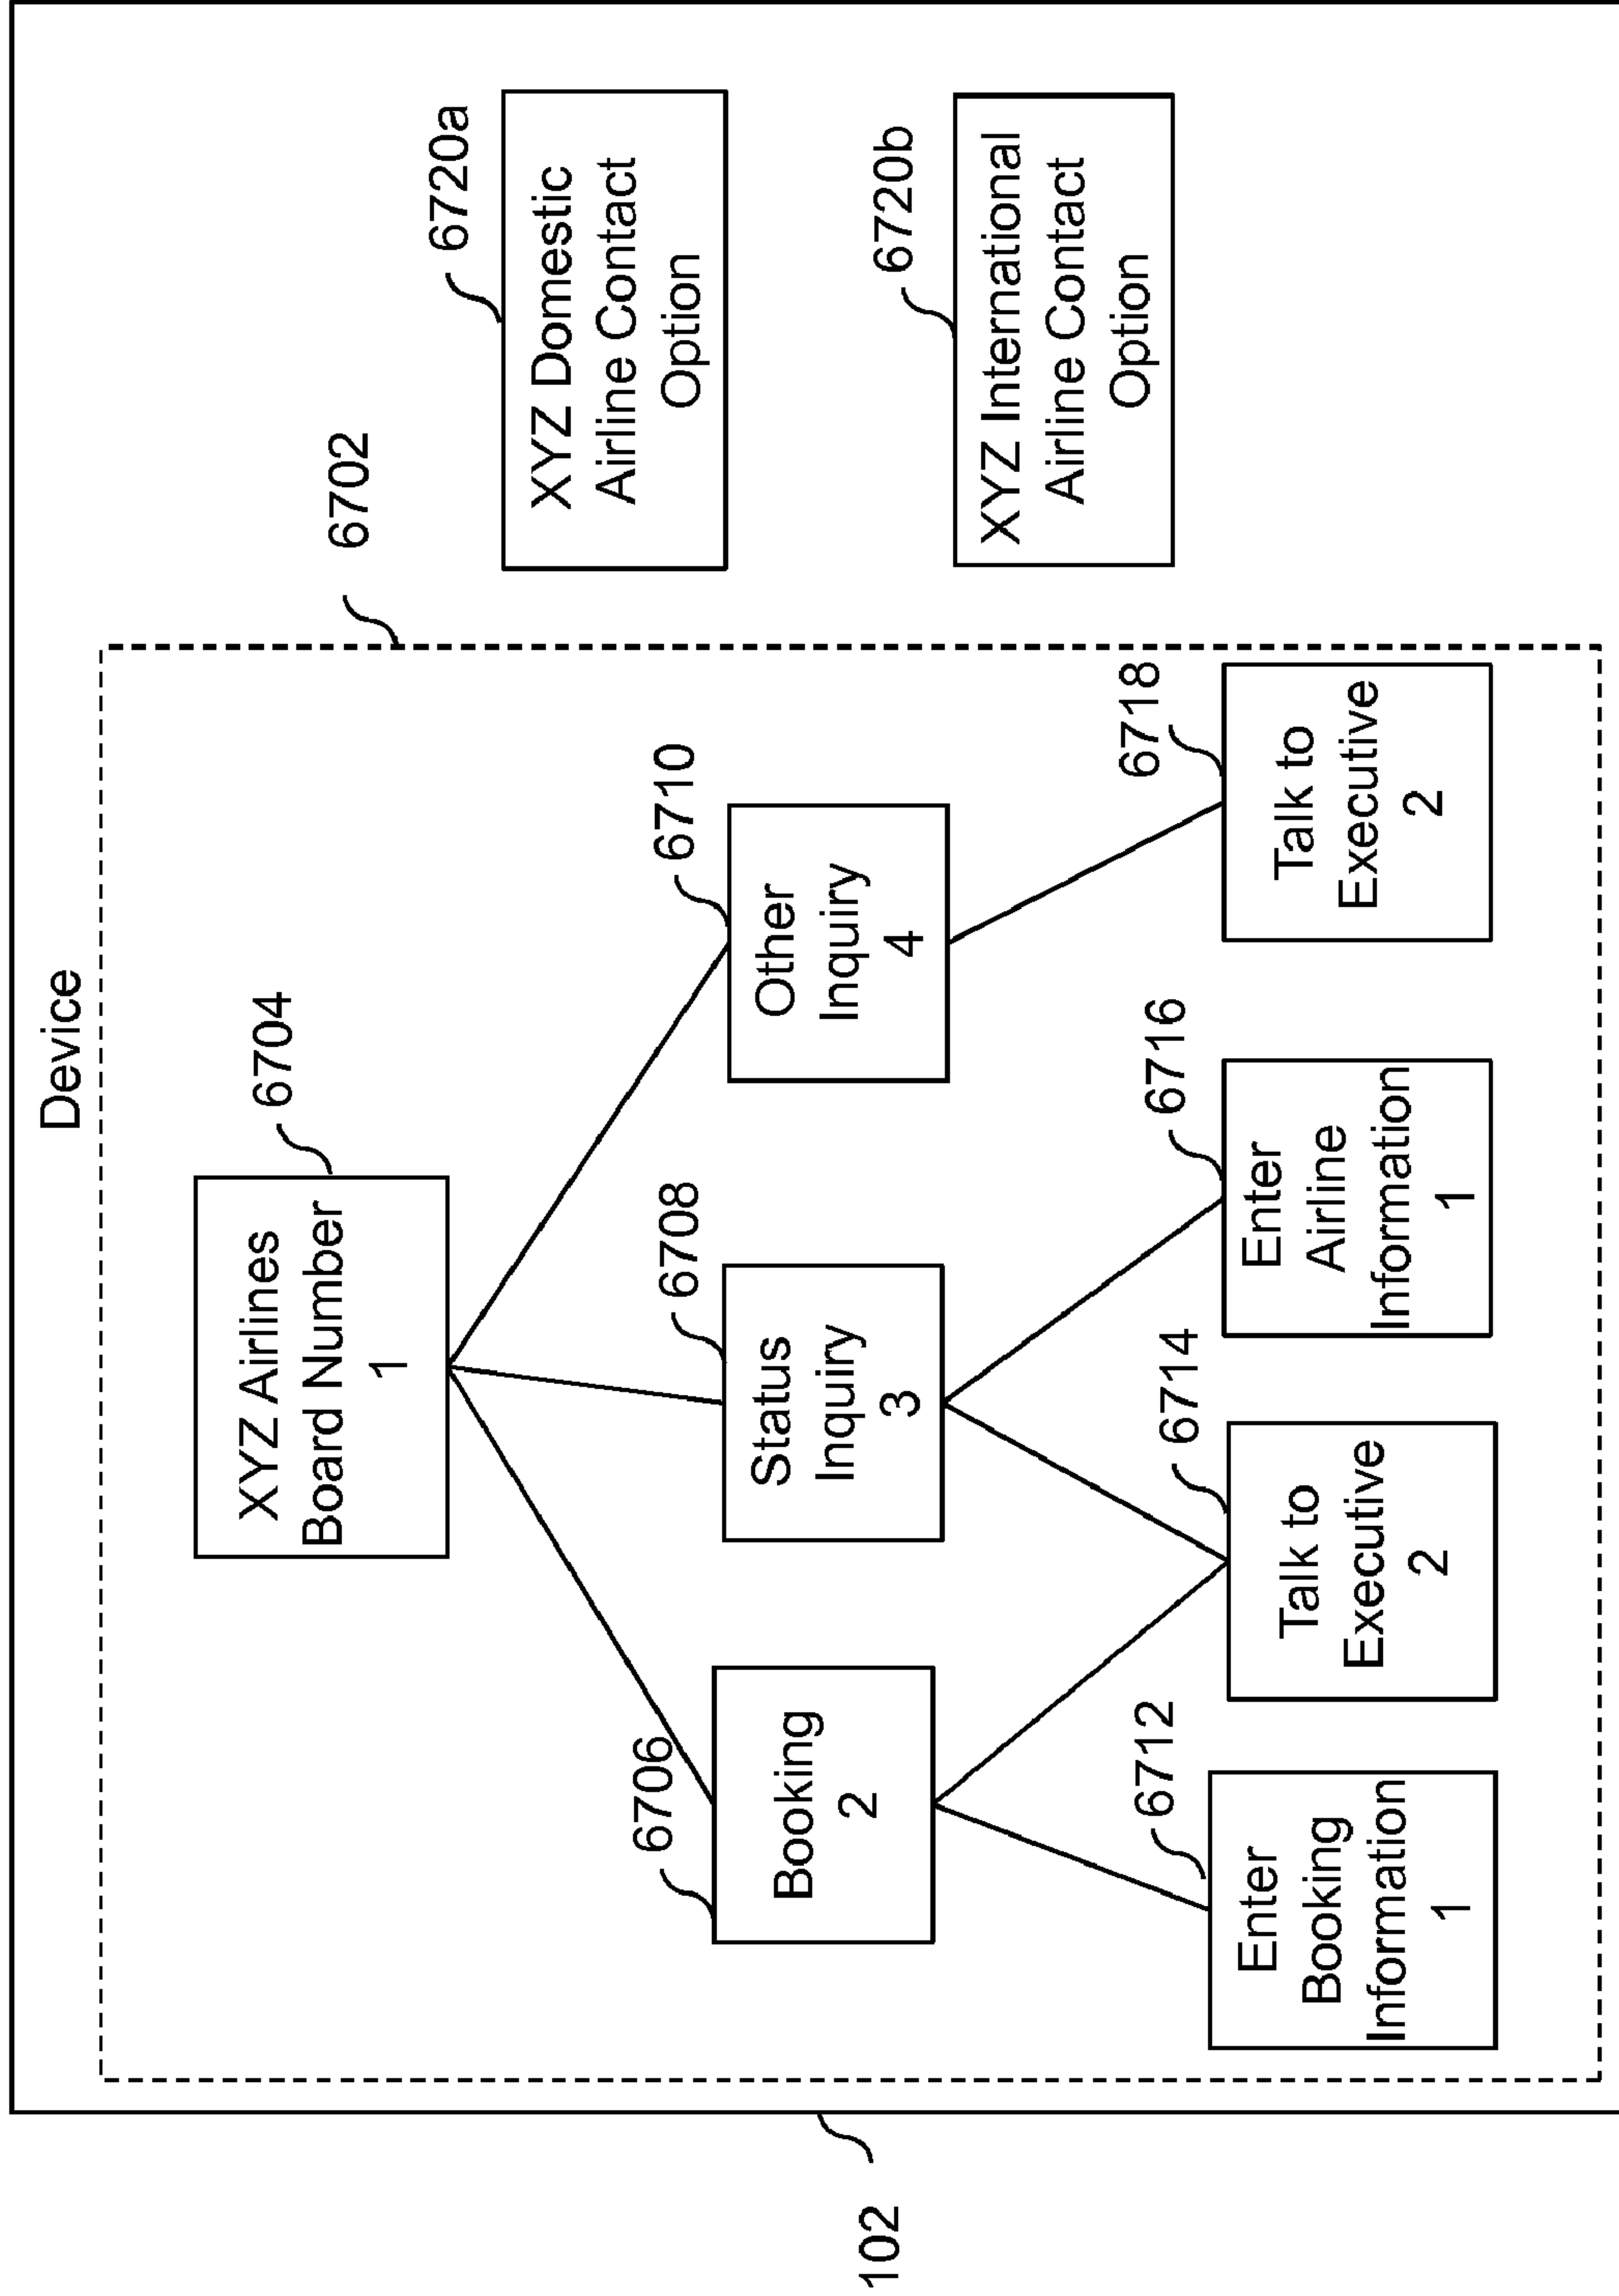 Device
102
6702
6704
XYZ Airlines
Board Number
1
6706
Booking
2
6708
Status
Inquiry
3
6710
Other
Inquiry
4
6712
Enter
Booking
Information
1
6714
Talk to
Executive
2
6716
Enter
Airline
Information
1
6718
Talk to
Executive
2
6720a
XYZ Domestic
Airline Contact
Option
6720b
XYZ International
Airline Contact
Option